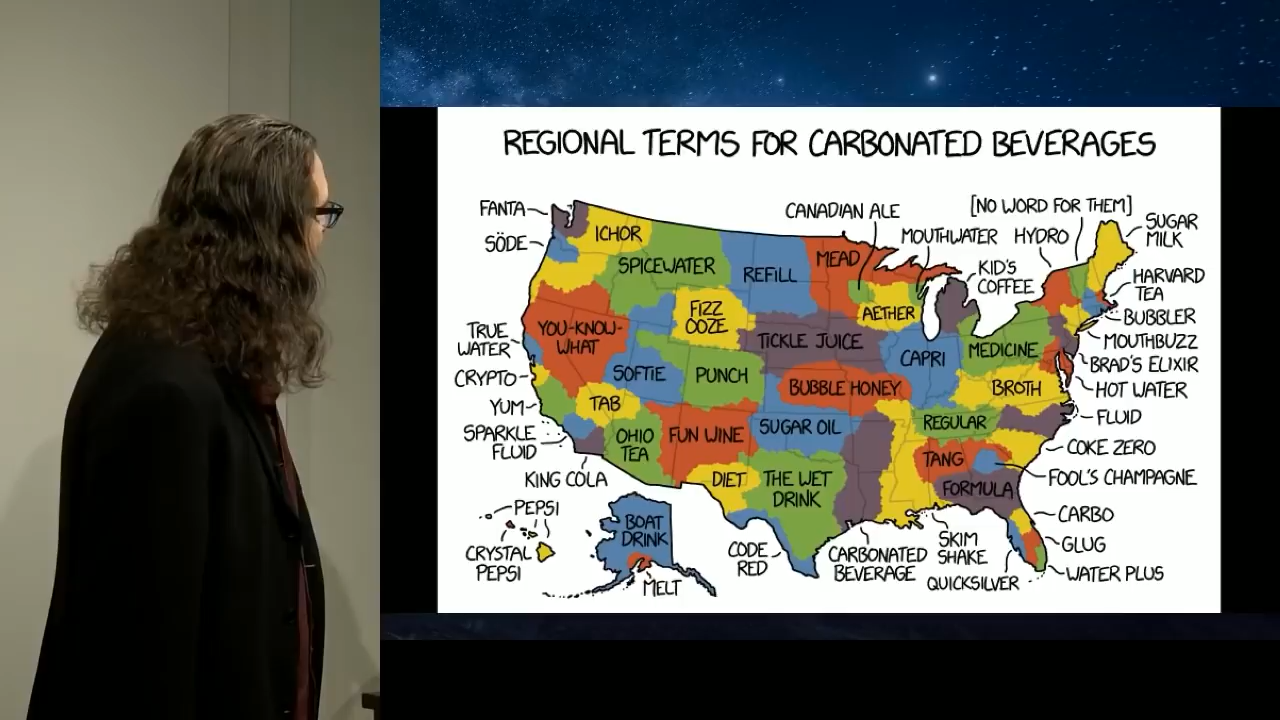 REGIONAL TERMS FOR CARBONATED BEVERAGES
FANTA
SÖDE
ICHOR
SPICEWATER
REFILL
MEAD
CANADIAN ALE
MOUTHWATER
[NO WORD FOR THEM]
HYDRO
SUGAR
MILK
KID'S
COFFEE
HARVARD
TEA
BUBBLER
MOUTHBUZZ
BRAD'S ELIXIR
HOT WATER
FLUID
COKE ZERO
FOOL'S CHAMPAGNE
FIZZ
OOZE
AETHER
YOU-KNOW-
WHAT
TRUE
WATER
CRYPTO
YUM
SPARKLE
FLUID
KING COLA
TICKLE JUICE
CAPRI
MEDICINE
SOFTIE
PUNCH
BUBBLE HONEY
BROTH
TAB
OHIO
TEA
FUN WINE
SUGAR OIL
REGULAR
TANG
FORMULA
DIET
THE WET
DRINK
PEPSI
CRYSTAL
PEPSI
BOAT
DRINK
MELT
CODE
RED
CARBONATED
BEVERAGE
SKIM
SHAKE
QUICKSILVER
CARBO
GLUG
WATER PLUS